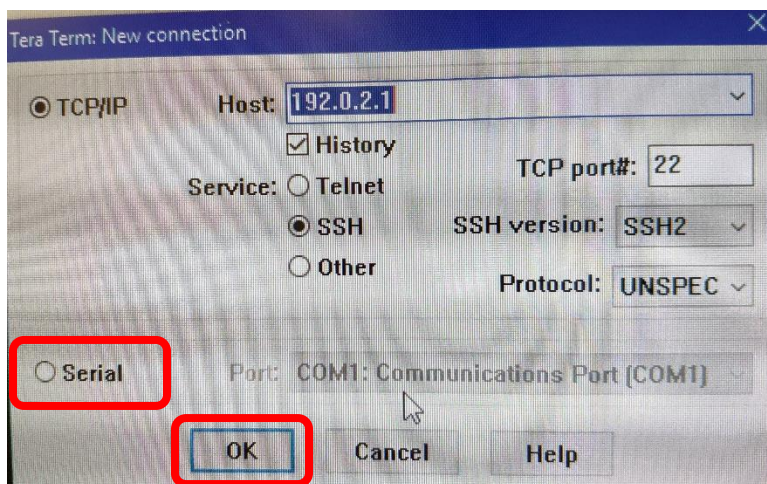 Tera Term: New connection
TCP/IP
Host: 192.0.2.1
History
Service: Telnet
TCP port#: 22
SSH
SSH version: SSH2
Other
Protocol: UNSPEC
Serial
Port: COM1: Communications Port (COM1)
OK
Cancel
Help